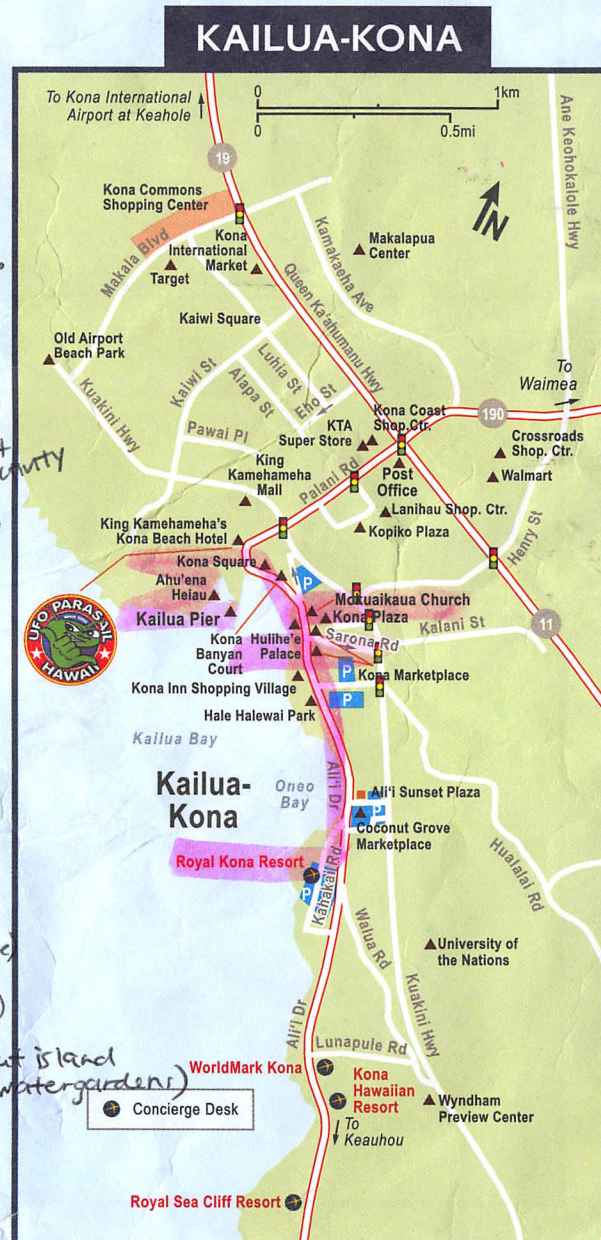 KAILUA-KONA
To Kona International
Airport at Keahole
0
1km
0
0.5mi
Ane Keohokalole Hwy
19
Kona Commons
Shopping Center
N
Makala Blvd
Kona
International
Market
Target
Kamakaeha Ave
Makalapua
Center
Queen Ka'ahumanu Hwy
Kaiwi Square
Old Airport
Beach Park
Luhia St
Kaiwi St
Alapa St
Eho St
To
Waimea
Kuakini Hwy
Kona Coast
Shop.Ctr.
190
Pawai Pl
KTA
Super Store
Crossroads
Shop. Ctr.
King
Kamehameha
Mall
Palani Rd
Post
Office
Walmart
Lanihau Shop. Ctr.
Kopiko Plaza
Henry St
King Kamehameha's
Kona Beach Hotel
Kona Square
P
Ahu'ena
Heiau
Mokuaikaua Church
Kailua Pier
Kona Plaza
Kalani St
11
UFO PARASAIL
HAWAII
Kona
Banyan
Court
Hulihe'e
Palace
Sarona Rd
P
Kona Marketplace
Kona Inn Shopping Village
P
Hale Halewai Park
Kailua Bay
Ali'i Dr
Kailua-
Kona
Oneo
Bay
Ali'i Sunset Plaza
P
Coconut Grove
Marketplace
Royal Kona Resort
P
Kahakai Rd
Hualalai Rd
Walua Rd
University of
the Nations
Kuakini Hwy
Ali'i Dr
island
watergardens)
Lunapule Rd
WorldMark Kona
Kona
Hawaiian
Resort
Concierge Desk
Wyndham
Preview Center
To
Keauhou
Royal Sea Cliff Resort